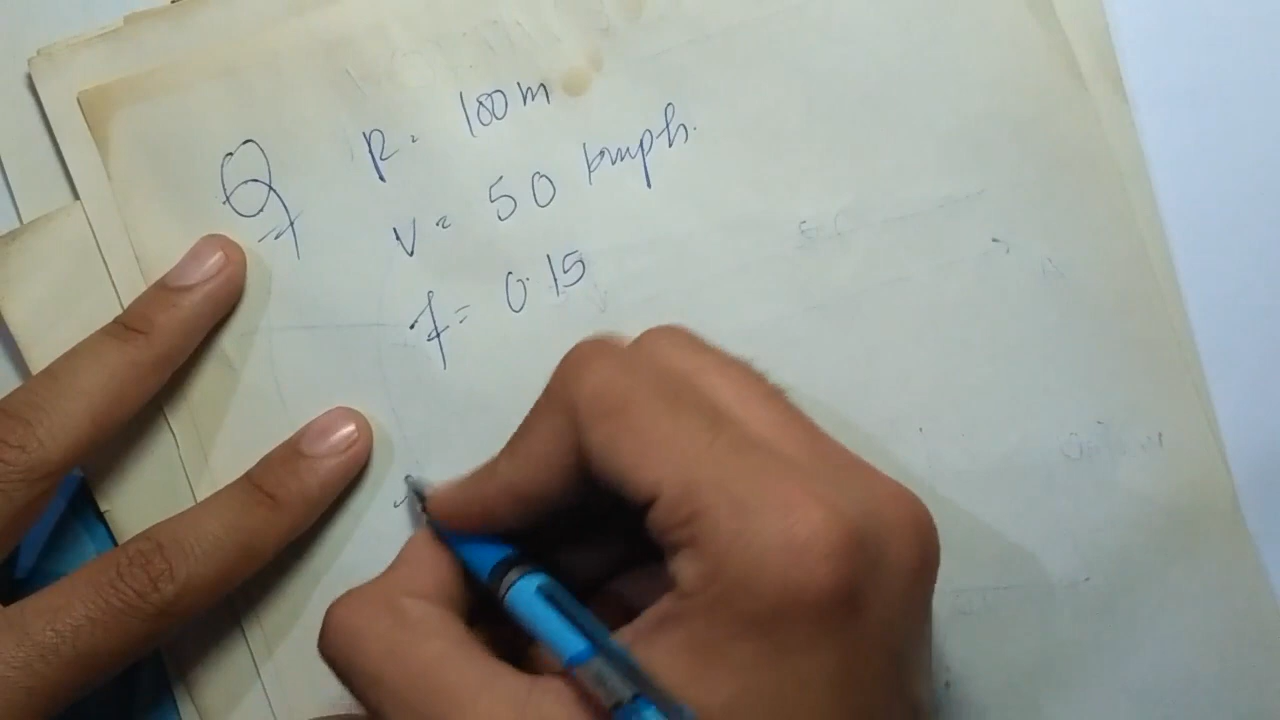 Q R = 100 m
V = 50 kmph.
f = 0.15